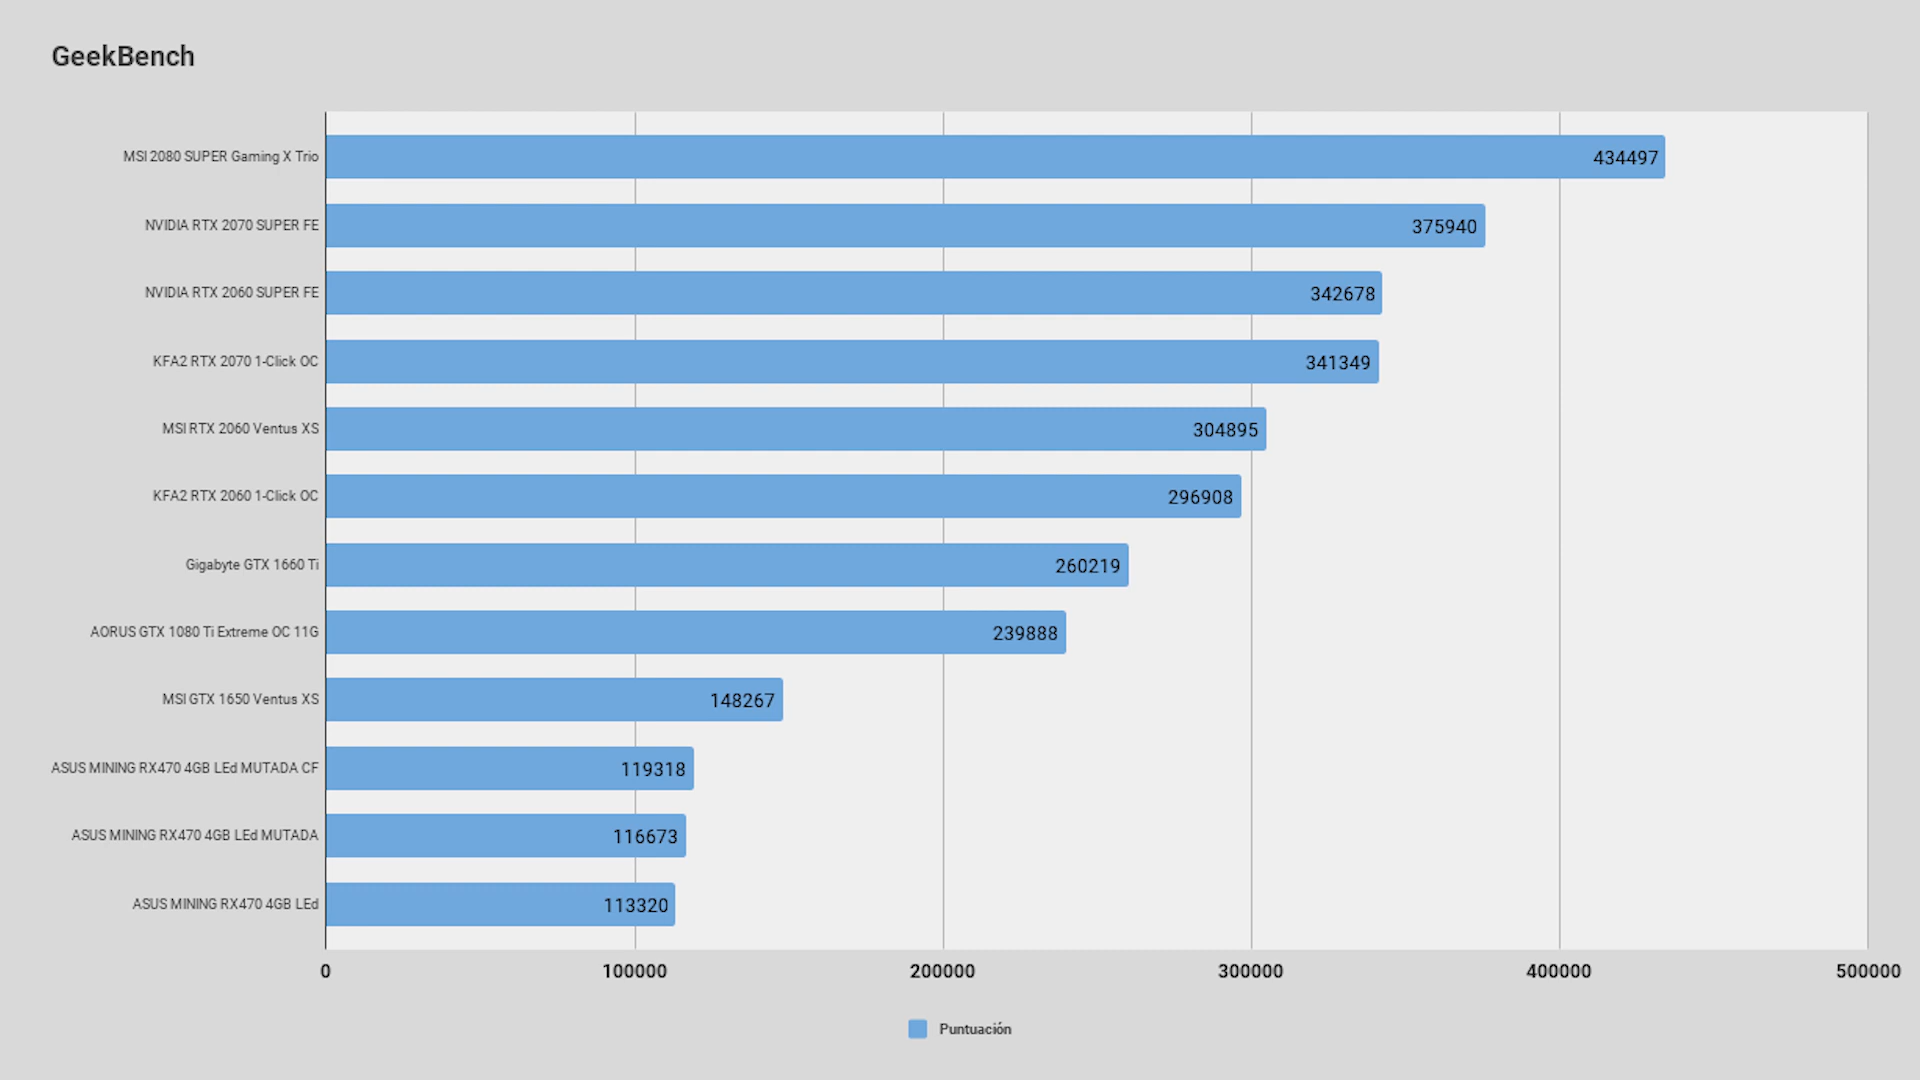 GeekBench
MSI 2080 SUPER Gaming X Trio 434497
NVIDIA RTX 2070 SUPER FE 375940
NVIDIA RTX 2060 SUPER FE 342678
KFA2 RTX 2070 1-Click OC 341349
MSI RTX 2060 Ventus XS 304895
KFA2 RTX 2060 1-Click OC 296908
Gigabyte GTX 1660 Ti 260219
AORUS GTX 1080 Ti Extreme OC 11G 239888
MSI GTX 1650 Ventus XS 148267
ASUS MINING RX470 4GB LEd MUTADA CF 119318
ASUS MINING RX470 4GB LEd MUTADA 116673
ASUS MINING RX470 4GB LEd 113320
0 100000 200000 300000 400000 500000
Puntuación